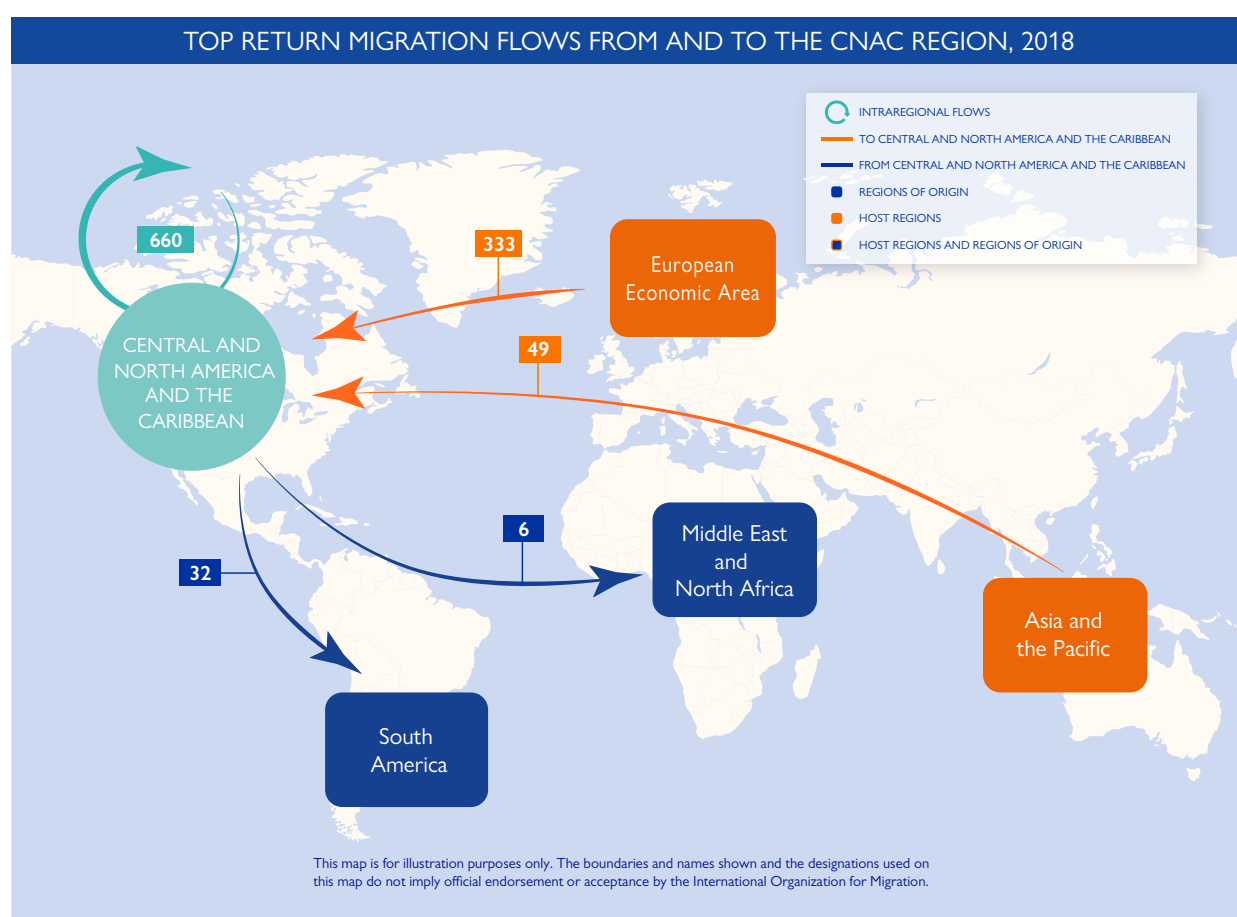 TOP RETURN MIGRATION FLOWS FROM AND TO THE CNAC REGION, 2018
INTRAREGIONAL FLOWS
TO CENTRAL AND NORTH AMERICA AND THE CARIBBEAN
FROM CENTRAL AND NORTH AMERICA AND THE CARIBBEAN
REGIONS OF ORIGIN
HOST REGIONS
HOST REGIONS AND REGIONS OF ORIGIN
660
333
European
Economic Area
49
CENTRAL AND
NORTH AMERICA
AND THE
CARIBBEAN
6
Middle East
and
North Africa
32
Asia and
the Pacific
South
America
This map is for illustration purposes only. The boundaries and names shown and the designations used on
this map do not imply official endorsement or acceptance by the International Organization for Migration.